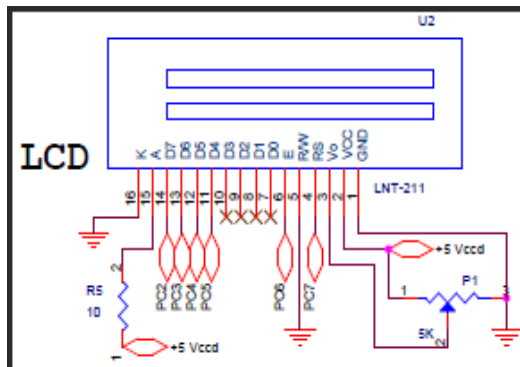 U2
LCD
K A D7 D6 D5 D4 D3 D2 D1 D0 E R/W RS Vo VCC GND
LNT-211
16 15 14 13 12 11 10 9 8 7 6 5 4 3 2 1
PC2 PC3 PC4 PC5 PC6 PC7
+5 Vccd
2
R5
10
1
+5 Vccd
P1
1
3
5K
2